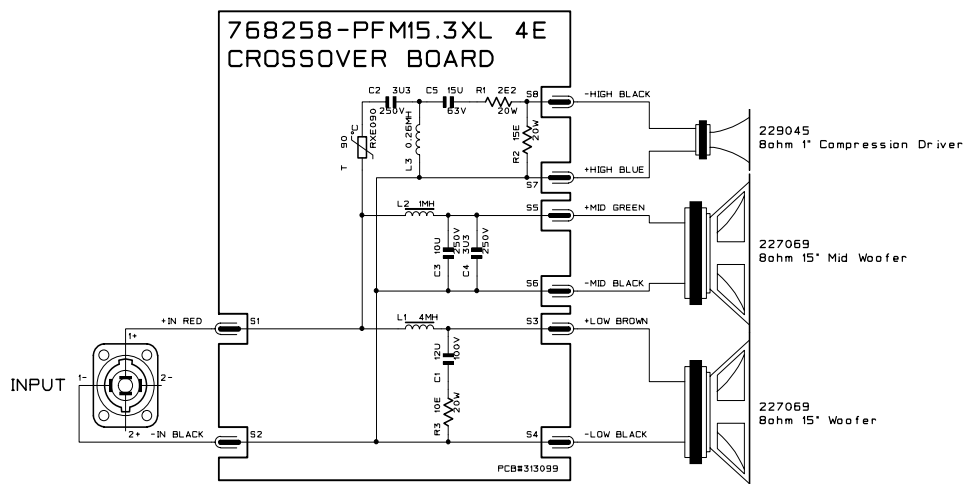 768258-PFM15.3XL 4E
CROSSOVER BOARD
C2 3U3
250V
C5 15U
63V
R1 2E2
20W
S8
-HIGH BLACK
T 90 °C
RXE090
L3 0.26MH
R2 15E
20W
229045
8ohm 1" Compression Driver
S7
+HIGH BLUE
L2 1MH
S5
+MID GREEN
C3 10U
250V
C4 3U3
250V
227069
8ohm 15" Mid Woofer
S6
-MID BLACK
+IN RED
S1
L1 4MH
S3
+LOW BROWN
1+
INPUT
1-
2-
2+
C1 12U
100V
R3 10E
20W
227069
8ohm 15" Woofer
-IN BLACK
S2
S4
-LOW BLACK
PCB#313099